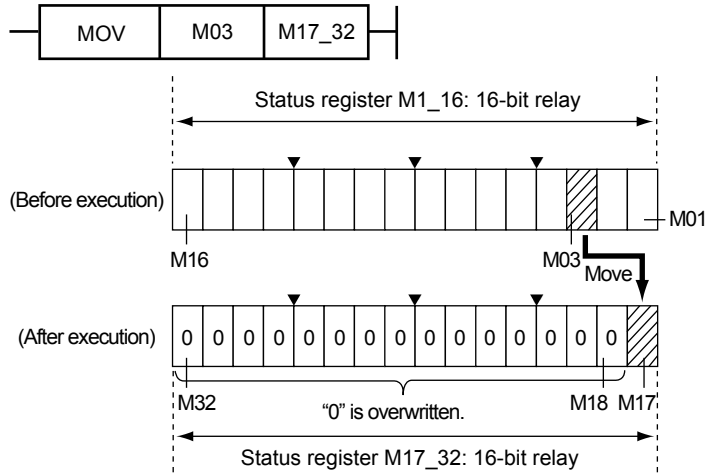 MOV M03 M17_32
Status register M1_16: 16-bit relay
(Before execution)
M01
M16 M03
Move
(After execution) 0 0 0 0 0 0 0 0 0 0 0 0 0 0 0
M32 "0" is overwritten. M18 M17
Status register M17_32: 16-bit relay